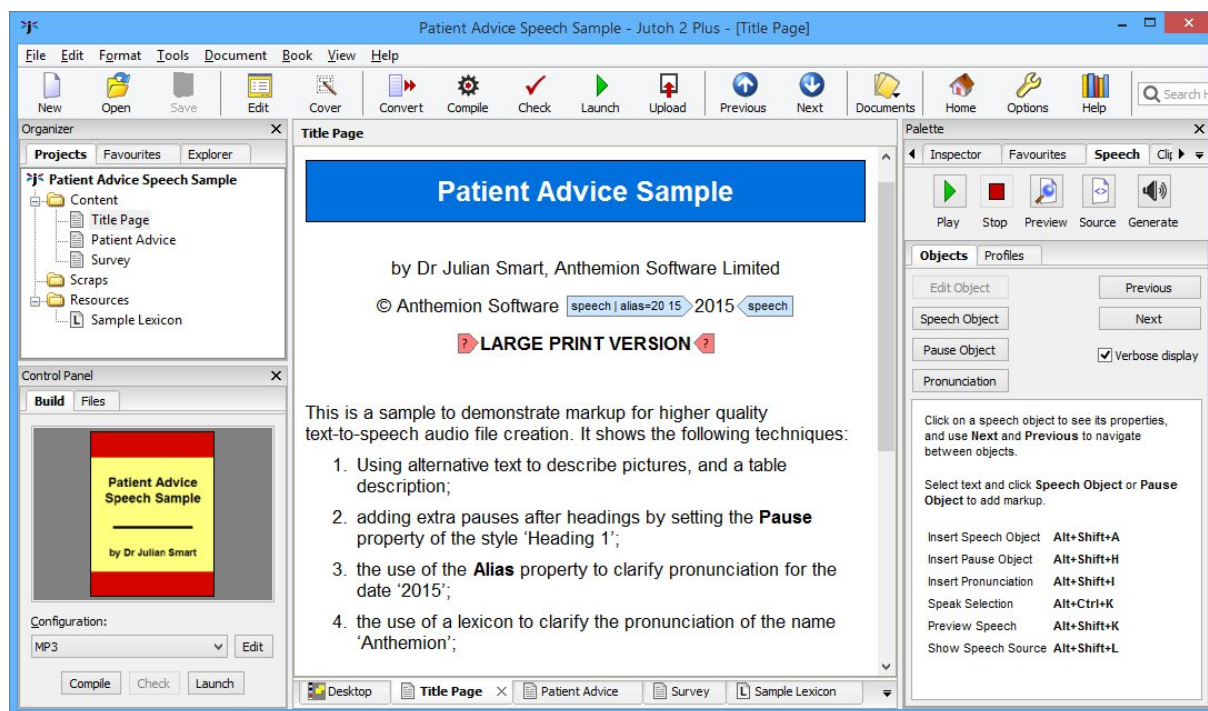 Patient Advice Speech Sample - Jutoh 2 Plus - [Title Page]
File Edit Format Tools Document Book View Help
New Open Save Edit Cover Convert Compile Check Launch Upload Previous Next Documents Home Options Help Search H
Organizer
Projects Favourites Explorer
Patient Advice Speech Sample
Content
Title Page
Patient Advice
Survey
Scraps
Resources
L Sample Lexicon
Control Panel
Build Files
Patient Advice
Speech Sample
by Dr Julian Smart
Configuration:
MP3 Edit
Compile Check Launch
Title Page
Patient Advice Sample
by Dr Julian Smart, Anthemion Software Limited
© Anthemion Software speech | alias=20 15 2015 speech
? LARGE PRINT VERSION ?
This is a sample to demonstrate markup for higher quality
text-to-speech audio file creation. It shows the following techniques:
1. Using alternative text to describe pictures, and a table
description;
2. adding extra pauses after headings by setting the Pause
property of the style ‘Heading 1’;
3. the use of the Alias property to clarify pronunciation for the
date ‘2015’;
4. the use of a lexicon to clarify the pronunciation of the name
‘Anthemion’;
Desktop Title Page Patient Advice Survey L Sample Lexicon
Palette
Inspector Favourites Speech Clip
Play Stop Preview Source Generate
Objects Profiles
Edit Object Previous
Speech Object Next
Pause Object Verbose display
Pronunciation
Click on a speech object to see its properties,
and use Next and Previous to navigate
between objects.
Select text and click Speech Object or Pause
Object to add markup.
Insert Speech Object Alt+Shift+A
Insert Pause Object Alt+Shift+H
Insert Pronunciation Alt+Shift+I
Speak Selection Alt+Ctrl+K
Preview Speech Alt+Shift+K
Show Speech Source Alt+Shift+L